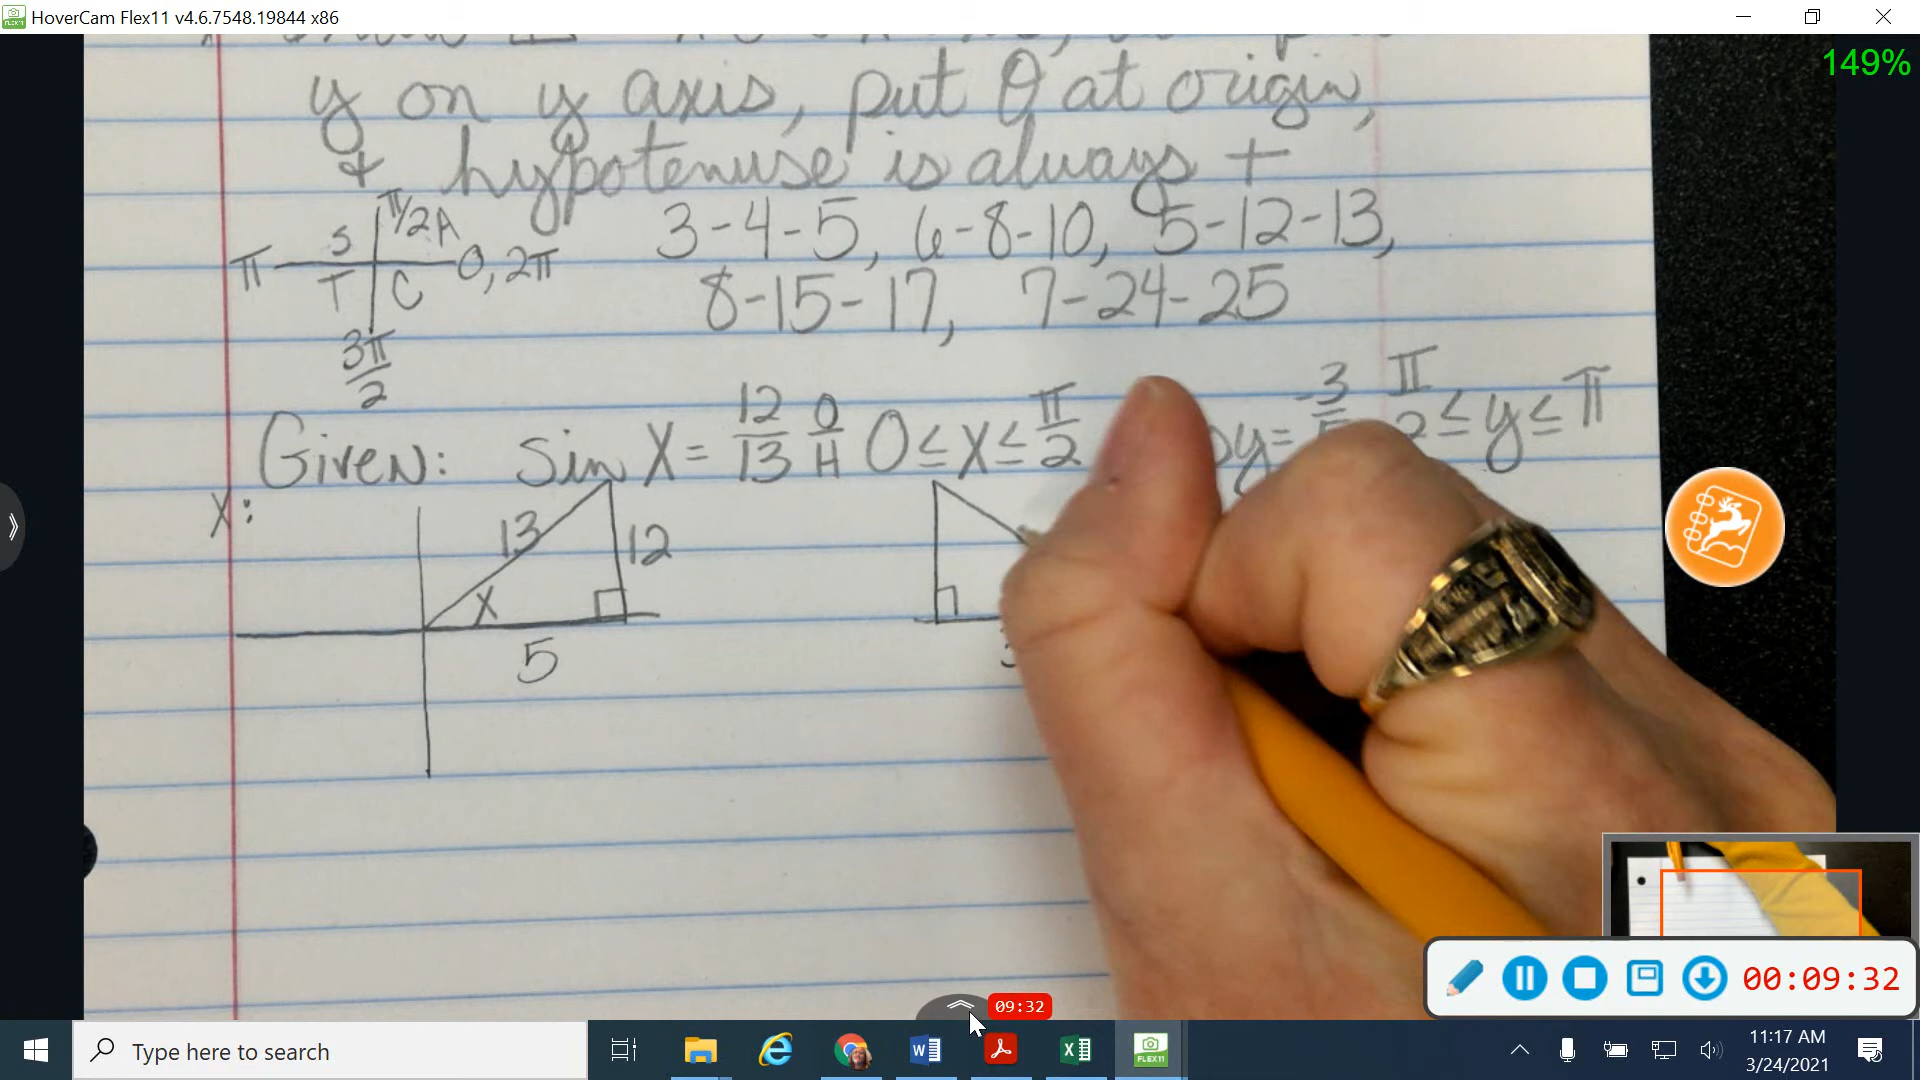 HoverCam Flex11 v4.6.7548.19844 x86
149%
y on y axis, put θ at origin,
+ hypotenuse is always +
π/2
S A
π 0, 2π
T C
3π/2
3-4-5, 6-8-10, 5-12-13,
8-15-17, 7-24-25
Given: Sin X = 12/13 O/H 0 ≤ X ≤ π/2 y = -3/ π/2 ≤ y ≤ π
X:
13 12
X
5
00:09:32
09:32
Type here to search
FLEX11
11:17 AM
3/24/2021